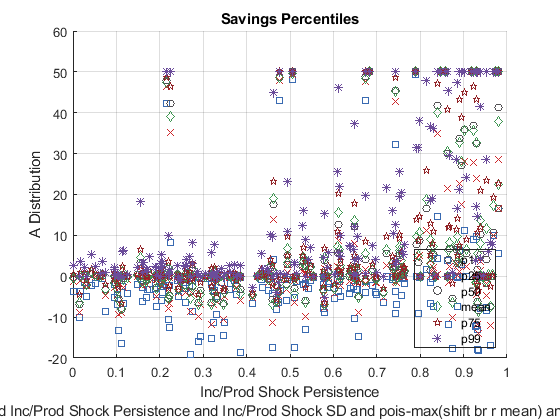 Savings Percentiles
60
50
40
30
20
10
0
-10
-20
A Distribution
mean
p75
p99
0 0.1 0.2 0.3 0.4 0.5 0.6 0.7 0.8 0.9 1
Inc/Prod Shock Persistence
d Inc/Prod Shock Persistence and Inc/Prod Shock SD and pois-max(shift br r mean) an